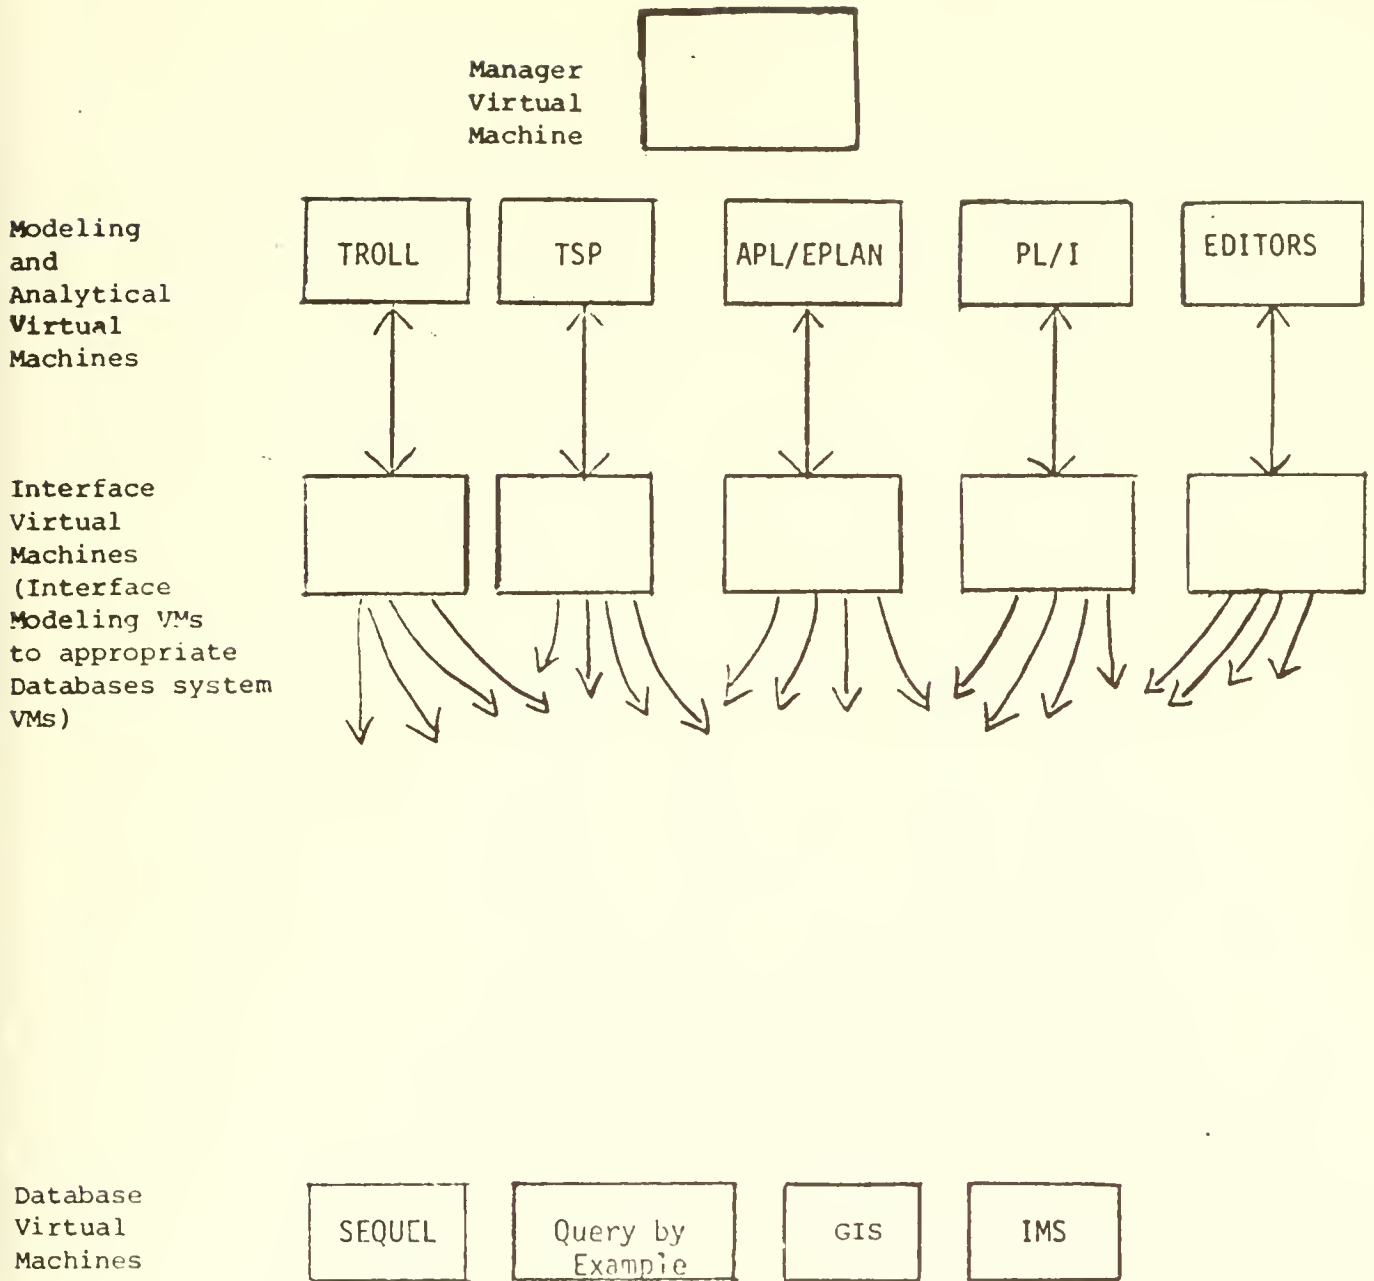 Manager
Virtual
Machine
Modeling
and
Analytical
Virtual
Machines
TROLL
TSP
APL/EPLAN
PL/I
EDITORS
Interface
Virtual
Machines
(Interface
Modeling VMs
to appropriate
Databases system
VMs)
Database
Virtual
Machines
SEQUEL
Query by
Example
GIS
IMS